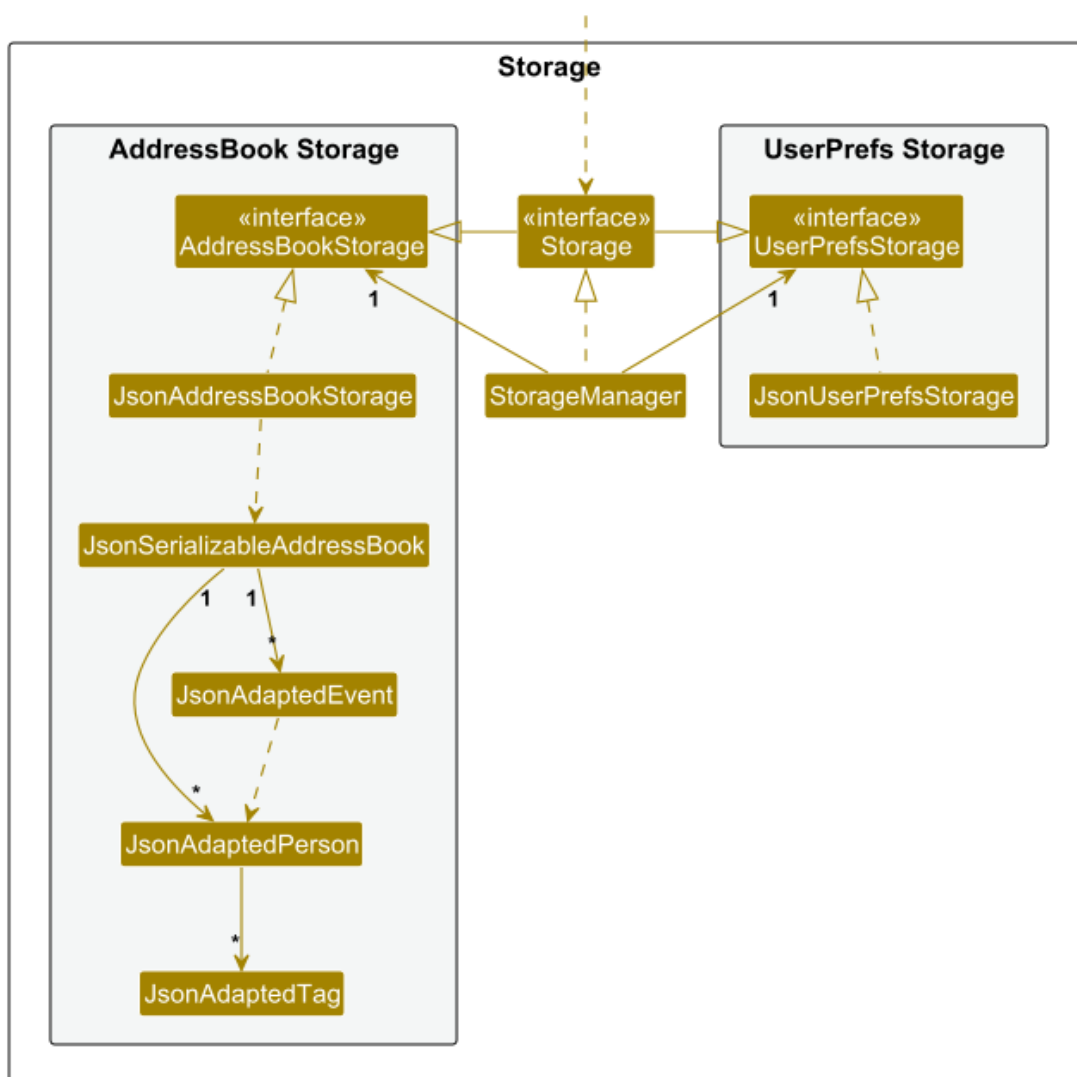 Storage
AddressBook Storage
UserPrefs Storage
«interface»
AddressBookStorage
«interface»
Storage
«interface»
UserPrefsStorage
1
1
JsonAddressBookStorage
StorageManager
JsonUserPrefsStorage
JsonSerializableAddressBook
1
1
*
JsonAdaptedEvent
*
JsonAdaptedPerson
*
JsonAdaptedTag